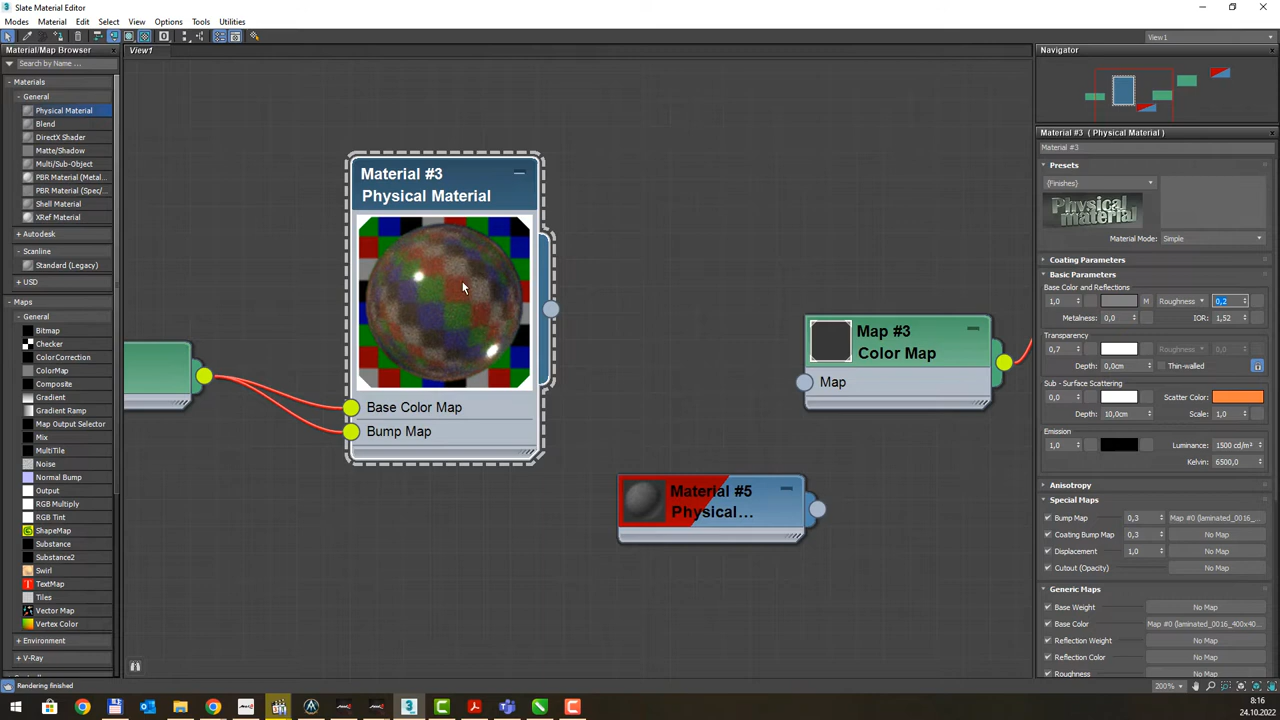 Slate Material Editor
Modes Material Edit Select View Options Tools Utilities
View1
Material/Map Browser
View1
Navigator
Search by Name ...
- Materials
- General
Physical Material
Blend
DirectX Shader
Matte/Shadow
Multi/Sub-Object
PBR Material (Metal...
PBR Material (Spec/...
Shell Material
XRef Material
+ Autodesk
- Scanline
Standard (Legacy)
+ USD
- Maps
- General
Bitmap
Checker
ColorCorrection
ColorMap
Composite
Gradient
Gradient Ramp
Map Output Selector
Mix
MultiTile
Noise
Normal Bump
Output
RGB Multiply
RGB Tint
ShapeMap
Substance
Substance2
Swirl
TextMap
Tiles
Vector Map
Vertex Color
+ Environment
+ V-Ray
Rendering finished
Material #3
Physical Material
Base Color Map
Bump Map
Map #3
Color Map
Map
Material #5
Physical...
Material #3 ( Physical Material )
Material #3
Presets
{Finishes}
Physical material
Material Mode: Simple
Coating Parameters
Basic Parameters
Base Color and Reflections
1,0 M Roughness 0,2
Metalness: 0,0 IOR: 1,52
Transparency
0,7 Roughness 0,0
Depth: 0,0cm Thin-walled
Sub - Surface Scattering
0,0 Scatter Color:
Depth: 10,0cm Scale: 1,0
Emission
1,0 Luminance: 1500 cd/m²
Kelvin: 6500,0
Anisotropy
Special Maps
Bump Map 0,3 Map #0 (laminated_0016_...
Coating Bump Map 0,3 No Map
Displacement 1,0 No Map
Cutout (Opacity) No Map
Generic Maps
Base Weight No Map
Base Color Map #0 (laminated_0016_400x40...
Reflection Weight No Map
Reflection Color No Map
Roughness No Map
200%
8:16
24.10.2022